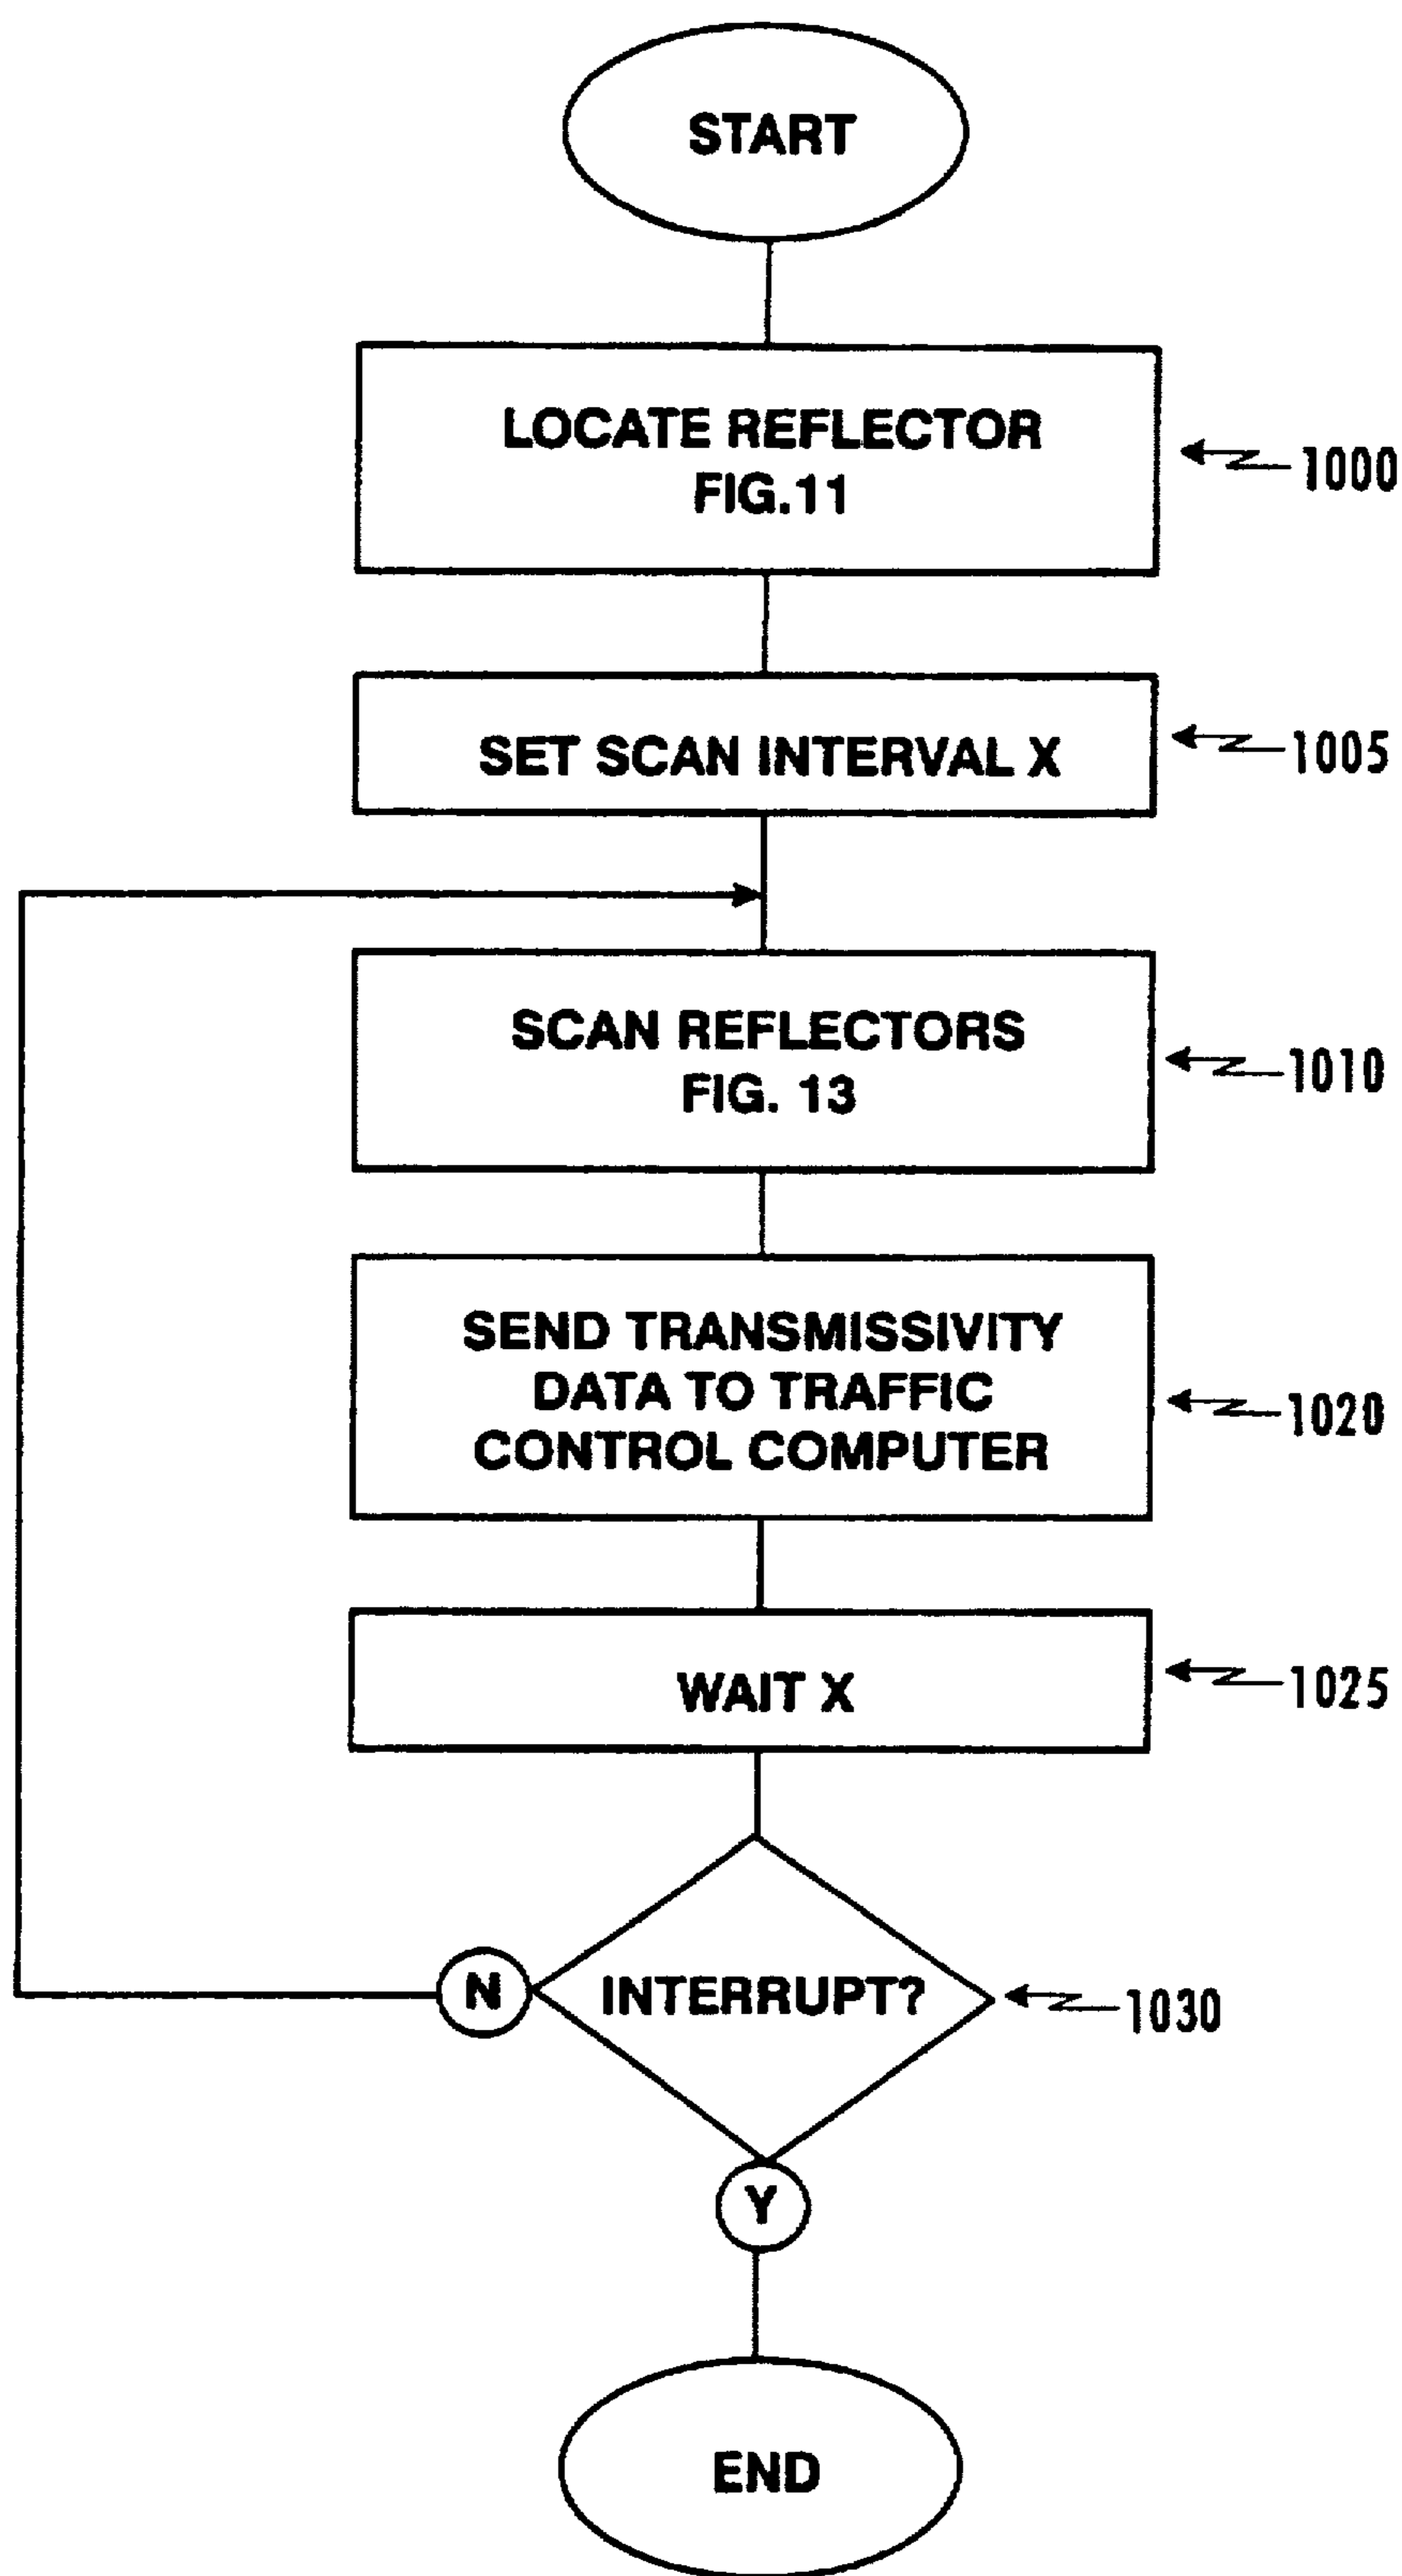 START
LOCATE REFLECTOR
FIG.11
1000
SET SCAN INTERVAL X
1005
SCAN REFLECTORS
FIG. 13
1010
SEND TRANSMISSIVITY
DATA TO TRAFFIC
CONTROL COMPUTER
1020
WAIT X
1025
N
INTERRUPT?
1030
Y
END